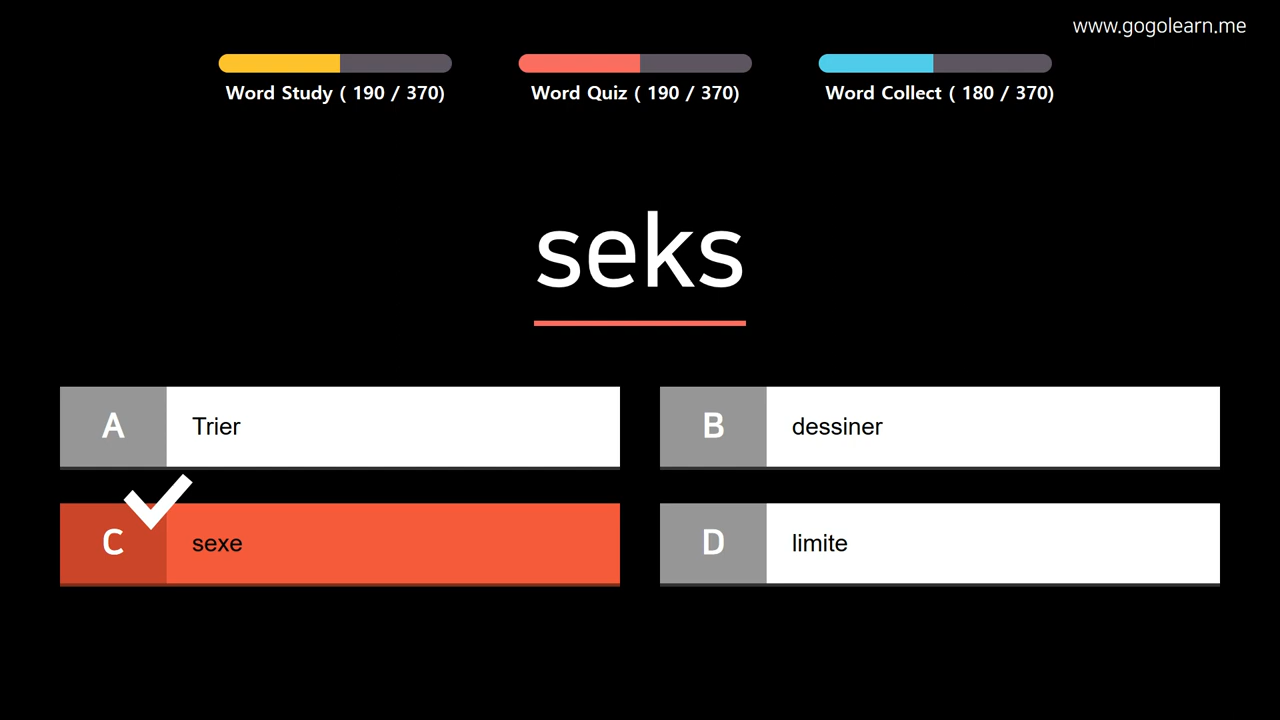 www.gogolearn.me
Word Study ( 190 / 370)
Word Quiz ( 190 / 370)
Word Collect ( 180 / 370)
seks
A Trier
B dessiner
C sexe
D limite